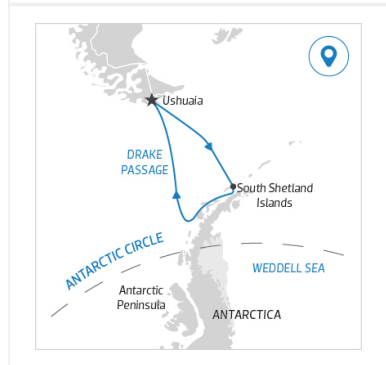 Ushuaia
DRAKE
PASSAGE
South Shetland
Islands
ANTARCTIC CIRCLE
WEDDELL SEA
Antarctic
Peninsula
ANTARCTICA